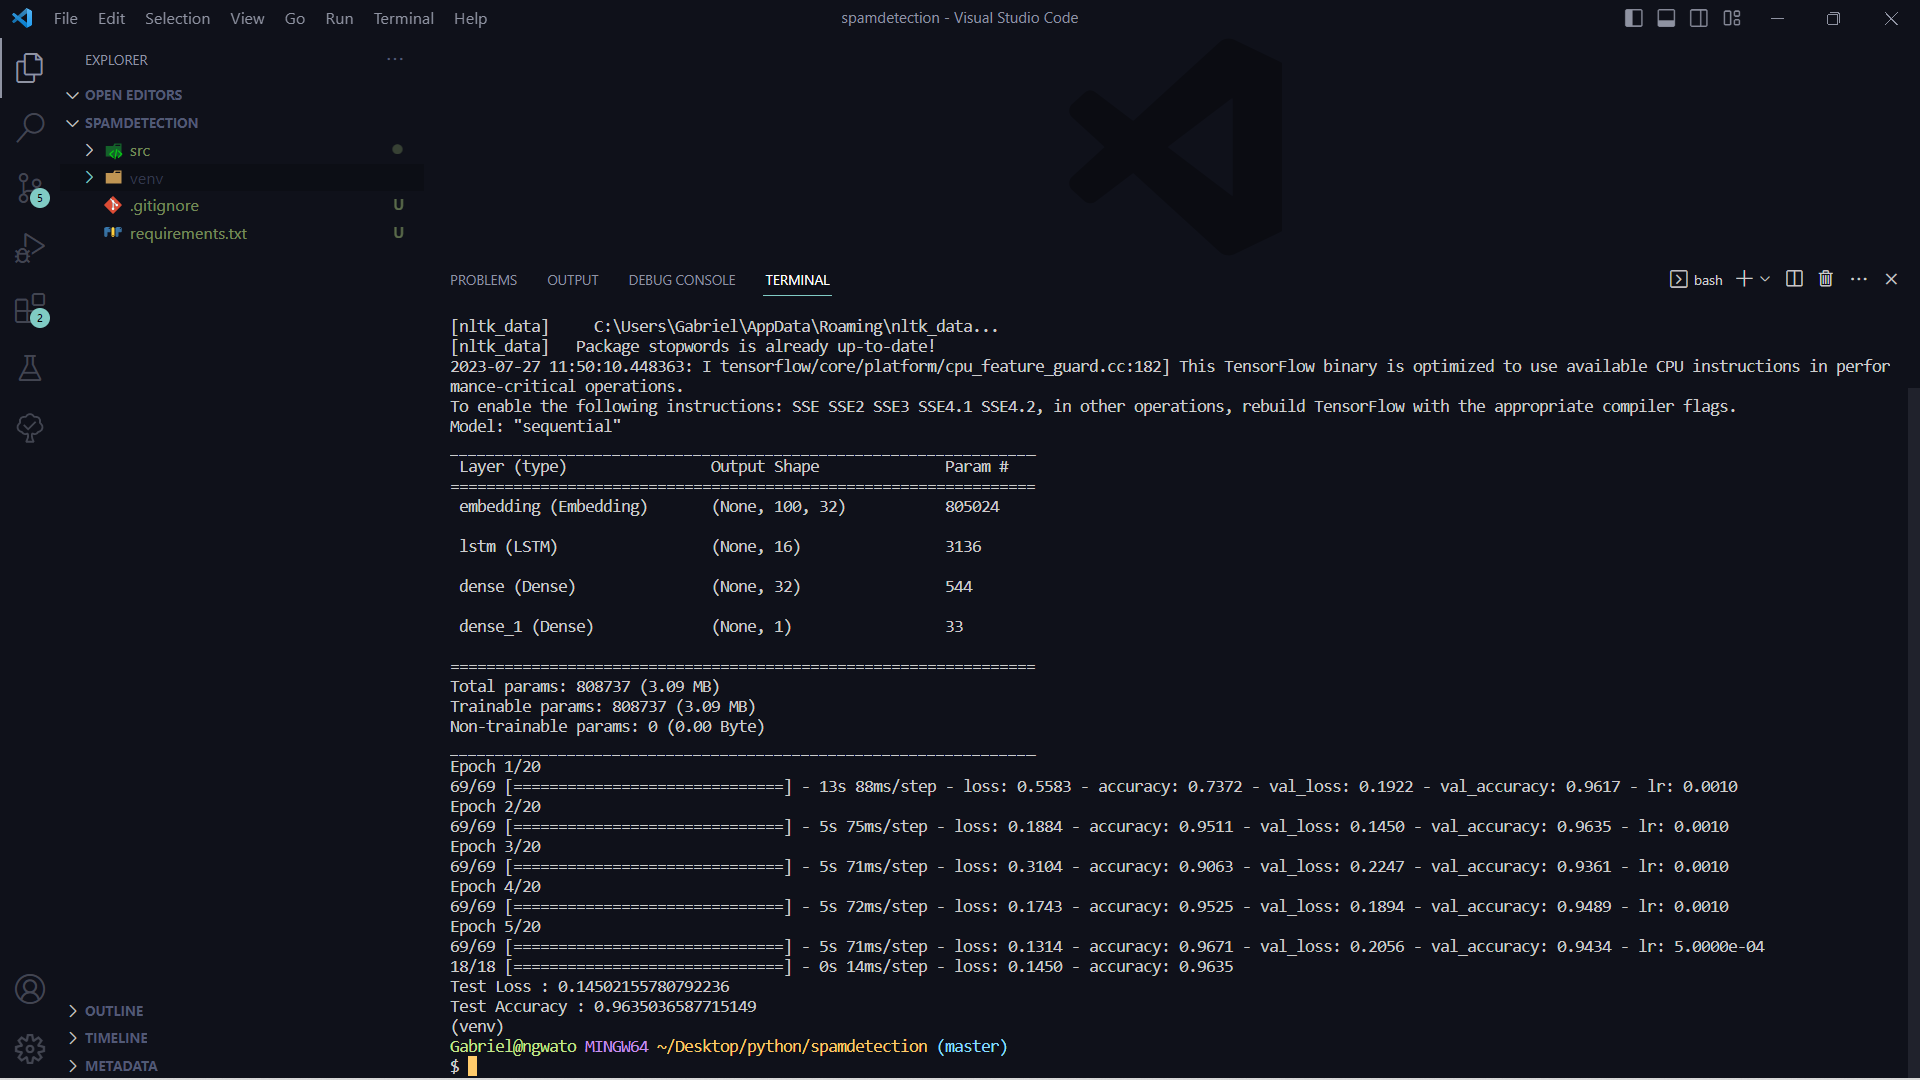 File Edit Selection View Go Run Terminal Help
spamdetection - Visual Studio Code
EXPLORER
OPEN EDITORS
SPAMDETECTION
src
venv
.gitignore U
requirements.txt U
5
2
OUTLINE
TIMELINE
METADATA
PROBLEMS OUTPUT DEBUG CONSOLE TERMINAL
bash
[nltk_data]     C:\Users\Gabriel\AppData\Roaming\nltk_data...
[nltk_data]   Package stopwords is already up-to-date!
2023-07-27 11:50:10.448363: I tensorflow/core/platform/cpu_feature_guard.cc:182] This TensorFlow binary is optimized to use available CPU instructions in perfor
mance-critical operations.
To enable the following instructions: SSE SSE2 SSE3 SSE4.1 SSE4.2, in other operations, rebuild TensorFlow with the appropriate compiler flags.
Model: "sequential"
_________________________________________________________________
 Layer (type)                Output Shape              Param #
=================================================================
 embedding (Embedding)       (None, 100, 32)           805024
 lstm (LSTM)                 (None, 16)                3136
 dense (Dense)               (None, 32)                544
 dense_1 (Dense)             (None, 1)                 33
=================================================================
Total params: 808737 (3.09 MB)
Trainable params: 808737 (3.09 MB)
Non-trainable params: 0 (0.00 Byte)
_________________________________________________________________
Epoch 1/20
69/69 [==============================] - 13s 88ms/step - loss: 0.5583 - accuracy: 0.7372 - val_loss: 0.1922 - val_accuracy: 0.9617 - lr: 0.0010
Epoch 2/20
69/69 [==============================] - 5s 75ms/step - loss: 0.1884 - accuracy: 0.9511 - val_loss: 0.1450 - val_accuracy: 0.9635 - lr: 0.0010
Epoch 3/20
69/69 [==============================] - 5s 71ms/step - loss: 0.3104 - accuracy: 0.9063 - val_loss: 0.2247 - val_accuracy: 0.9361 - lr: 0.0010
Epoch 4/20
69/69 [==============================] - 5s 72ms/step - loss: 0.1743 - accuracy: 0.9525 - val_loss: 0.1894 - val_accuracy: 0.9489 - lr: 0.0010
Epoch 5/20
69/69 [==============================] - 5s 71ms/step - loss: 0.1314 - accuracy: 0.9671 - val_loss: 0.2056 - val_accuracy: 0.9434 - lr: 5.0000e-04
18/18 [==============================] - 0s 14ms/step - loss: 0.1450 - accuracy: 0.9635
Test Loss : 0.14502155780792236
Test Accuracy : 0.9635036587715149
(venv)
Gabriel@ngwato MINGW64 ~/Desktop/python/spamdetection (master)
$